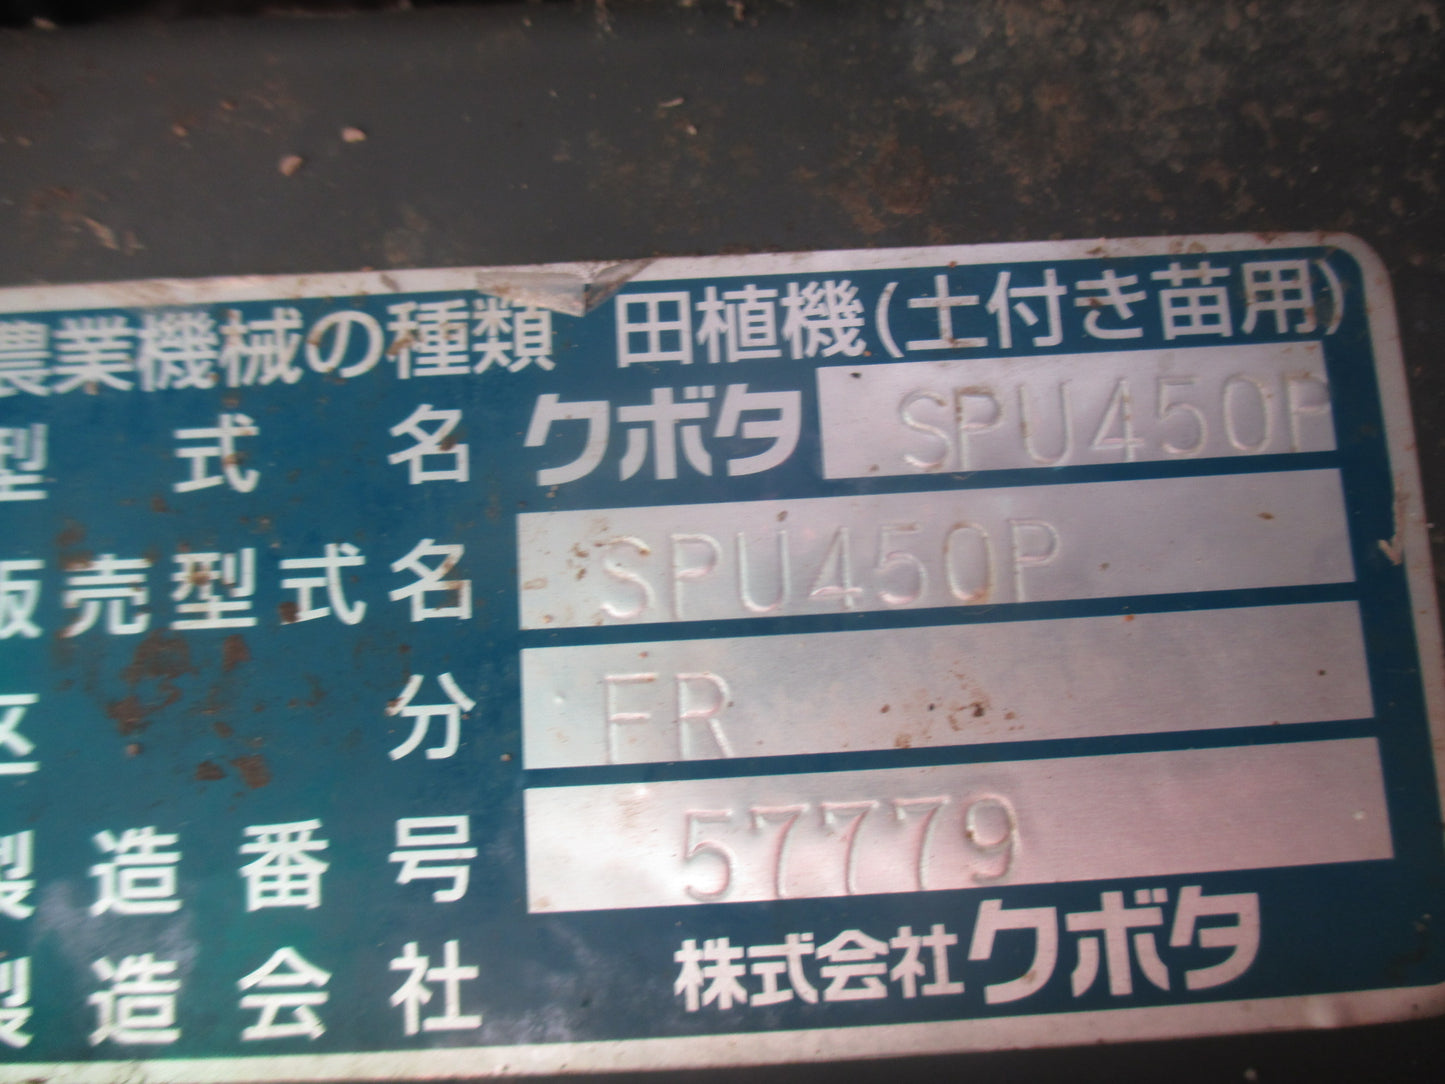 農業機械の種類 田植機(土付き苗用)
型式名 クボタ SPU450P
販売型式名 SPU450P
区分 FR
製造番号 57779
製造会社 株式会社クボタ